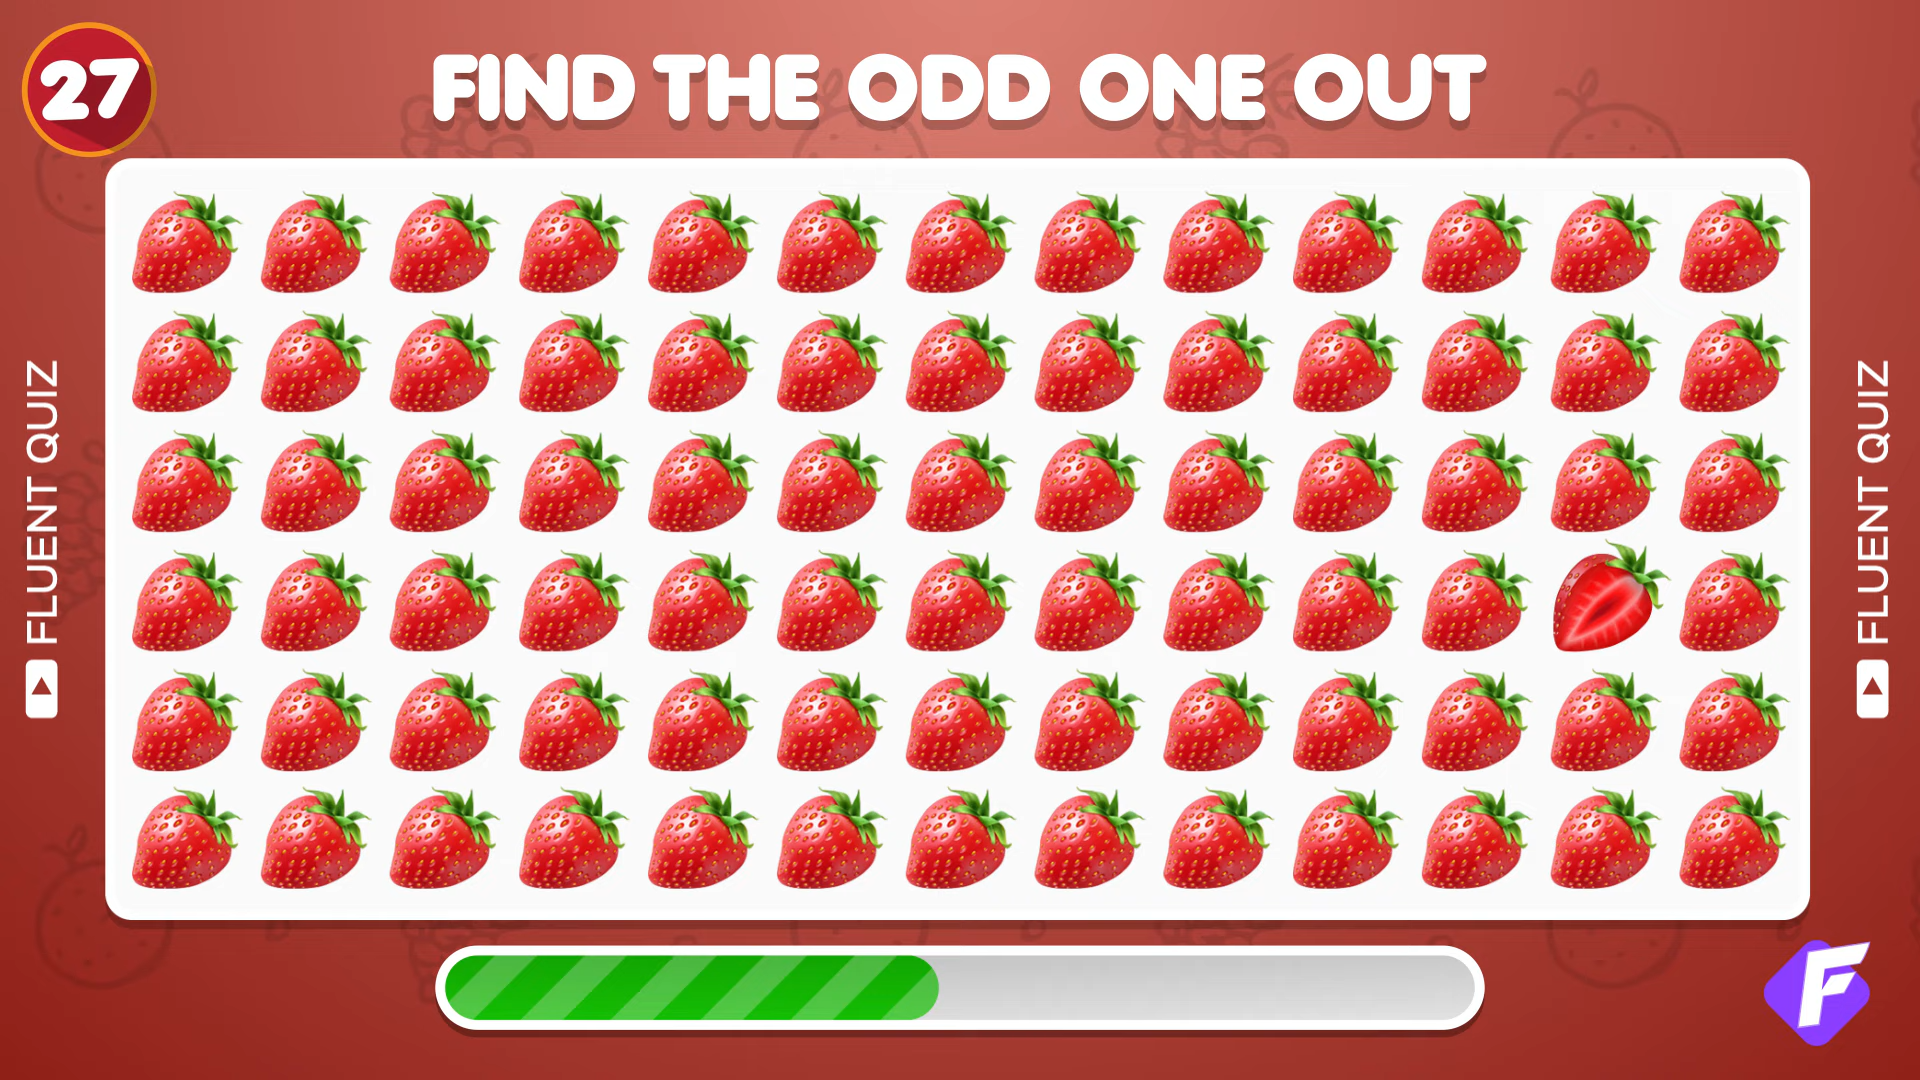 27
FIND THE ODD ONE OUT
FLUENT QUIZ
FLUENT QUIZ
F